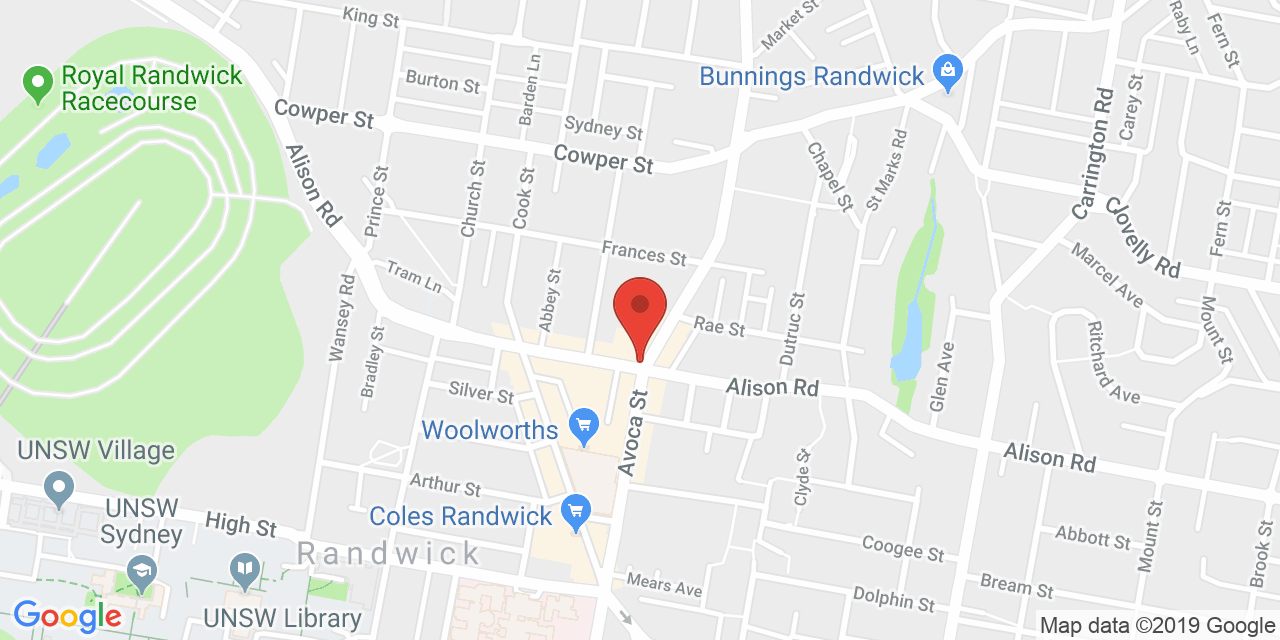 King St
Market St
Raby Ln
Fern St
Royal Randwick
Racecourse
Burton St
Barden Ln
Bunnings Randwick
Carey St
Cowper St
Sydney St
Cowper St
Carrington Rd
Alison Rd
Prince St
Church St
Cook St
Chapel St
St Marks Rd
Clovelly Rd
Fern St
Frances St
Marcel Ave
Tram Ln
Abbey St
Wansey Rd
Bradley St
Rae St
Dutruc St
Mount St
Ritchard Ave
Glen Ave
Silver St
Alison Rd
Woolworths
Avoca St
UNSW Village
Alison Rd
Arthur St
Clyde St
UNSW
Sydney
High St
Coles Randwick
Randwick
Coogee St
Abbott St
Mount St
Brook St
Mears Ave
Bream St
Dolphin St
UNSW Library
Google
Map data ©2019 Google